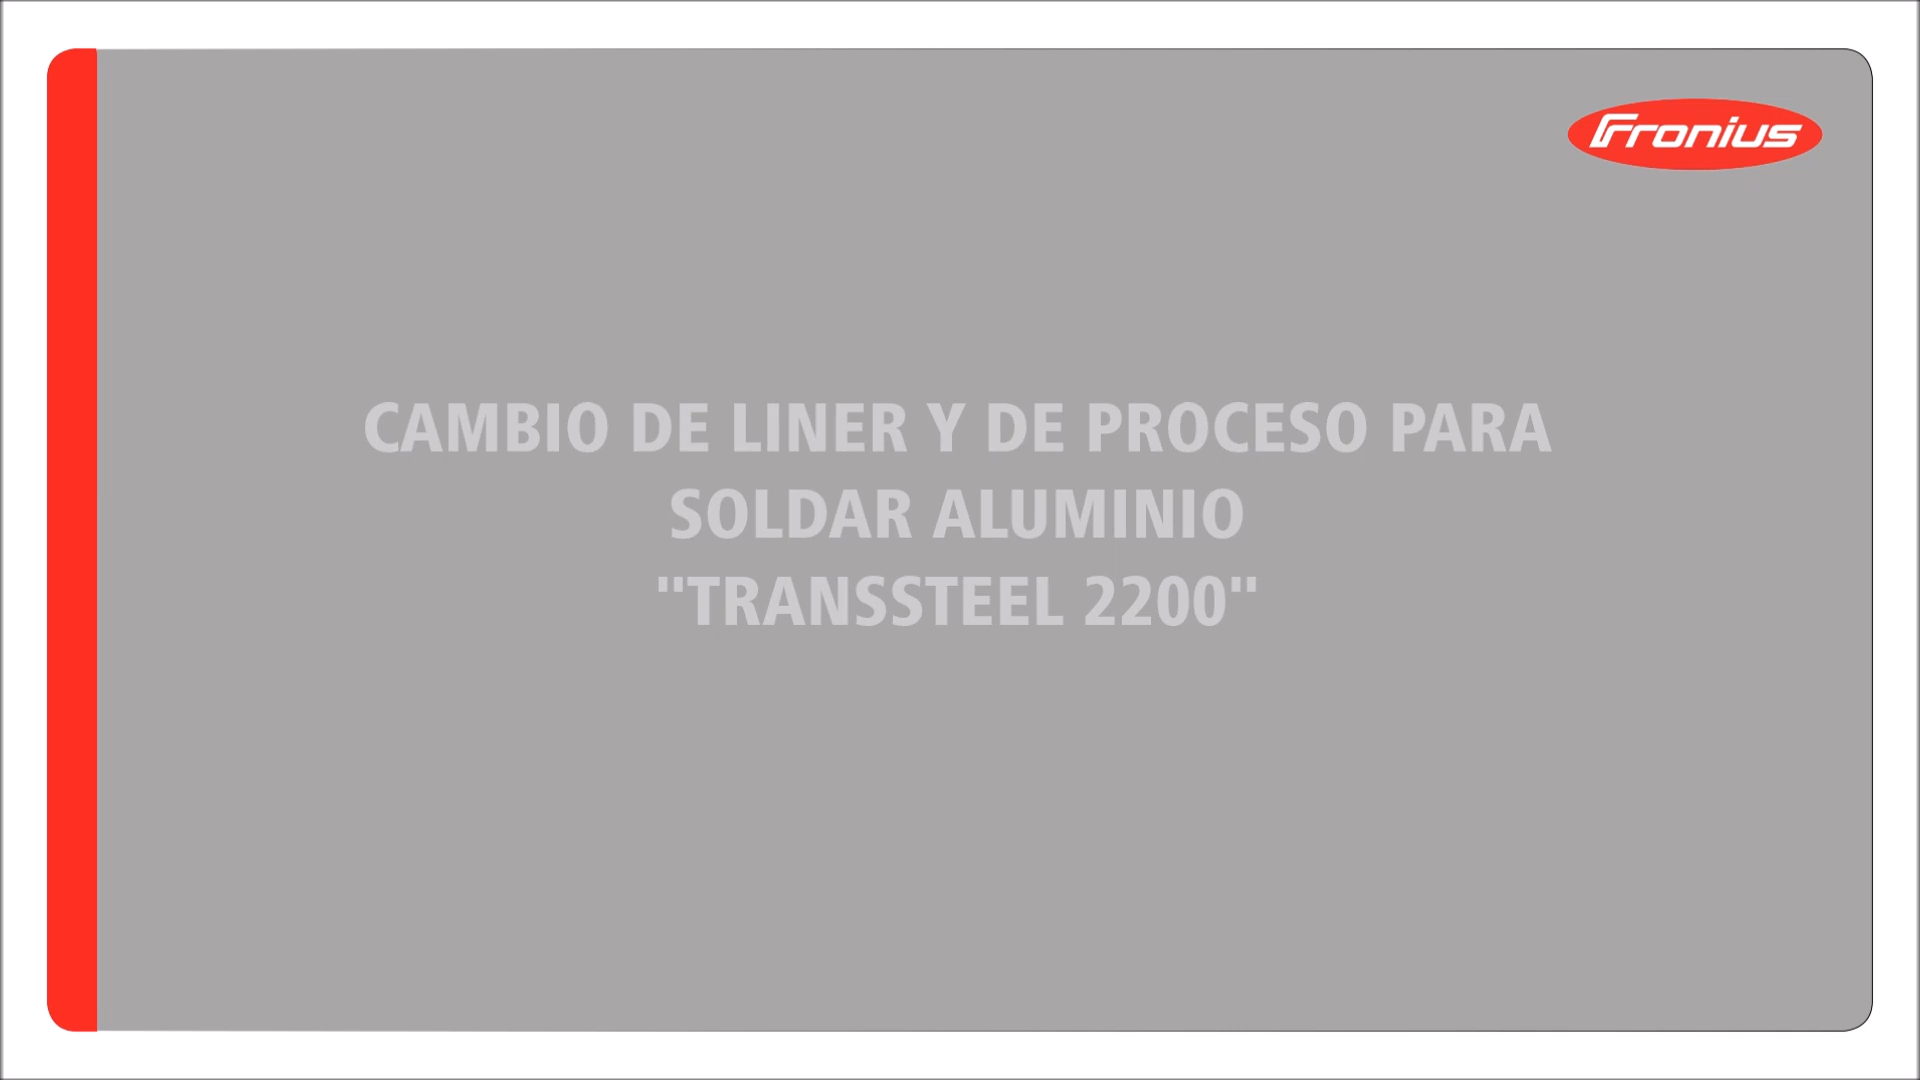 Fronius
CAMBIO DE LINER Y DE PROCESO PARA
SOLDAR ALUMINIO
"TRANSSTEEL 2200"